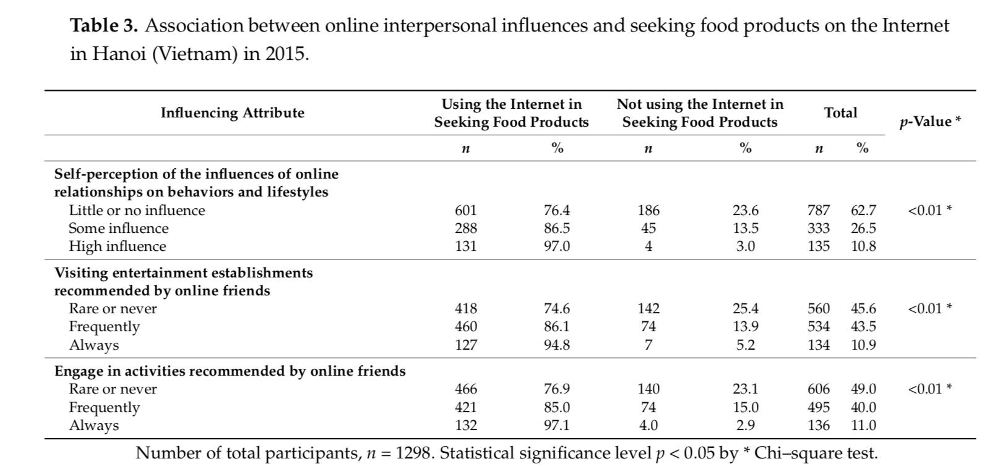 Table 3. Association between online interpersonal influences and seeking food products on the Internet
in Hanoi (Vietnam) in 2015.
Influencing Attribute Using the Internet in Seeking Food Products Not using the Internet in Seeking Food Products Total p-Value *
n % n % n %
Self-perception of the influences of online
relationships on behaviors and lifestyles
Little or no influence 601 76.4 186 23.6 787 62.7 <0.01 *
Some influence 288 86.5 45 13.5 333 26.5
High influence 131 97.0 4 3.0 135 10.8
Visiting entertainment establishments
recommended by online friends
Rare or never 418 74.6 142 25.4 560 45.6 <0.01 *
Frequently 460 86.1 74 13.9 534 43.5
Always 127 94.8 7 5.2 134 10.9
Engage in activities recommended by online friends
Rare or never 466 76.9 140 23.1 606 49.0 <0.01 *
Frequently 421 85.0 74 15.0 495 40.0
Always 132 97.1 4.0 2.9 136 11.0
Number of total participants, n = 1298. Statistical significance level p < 0.05 by * Chi–square test.